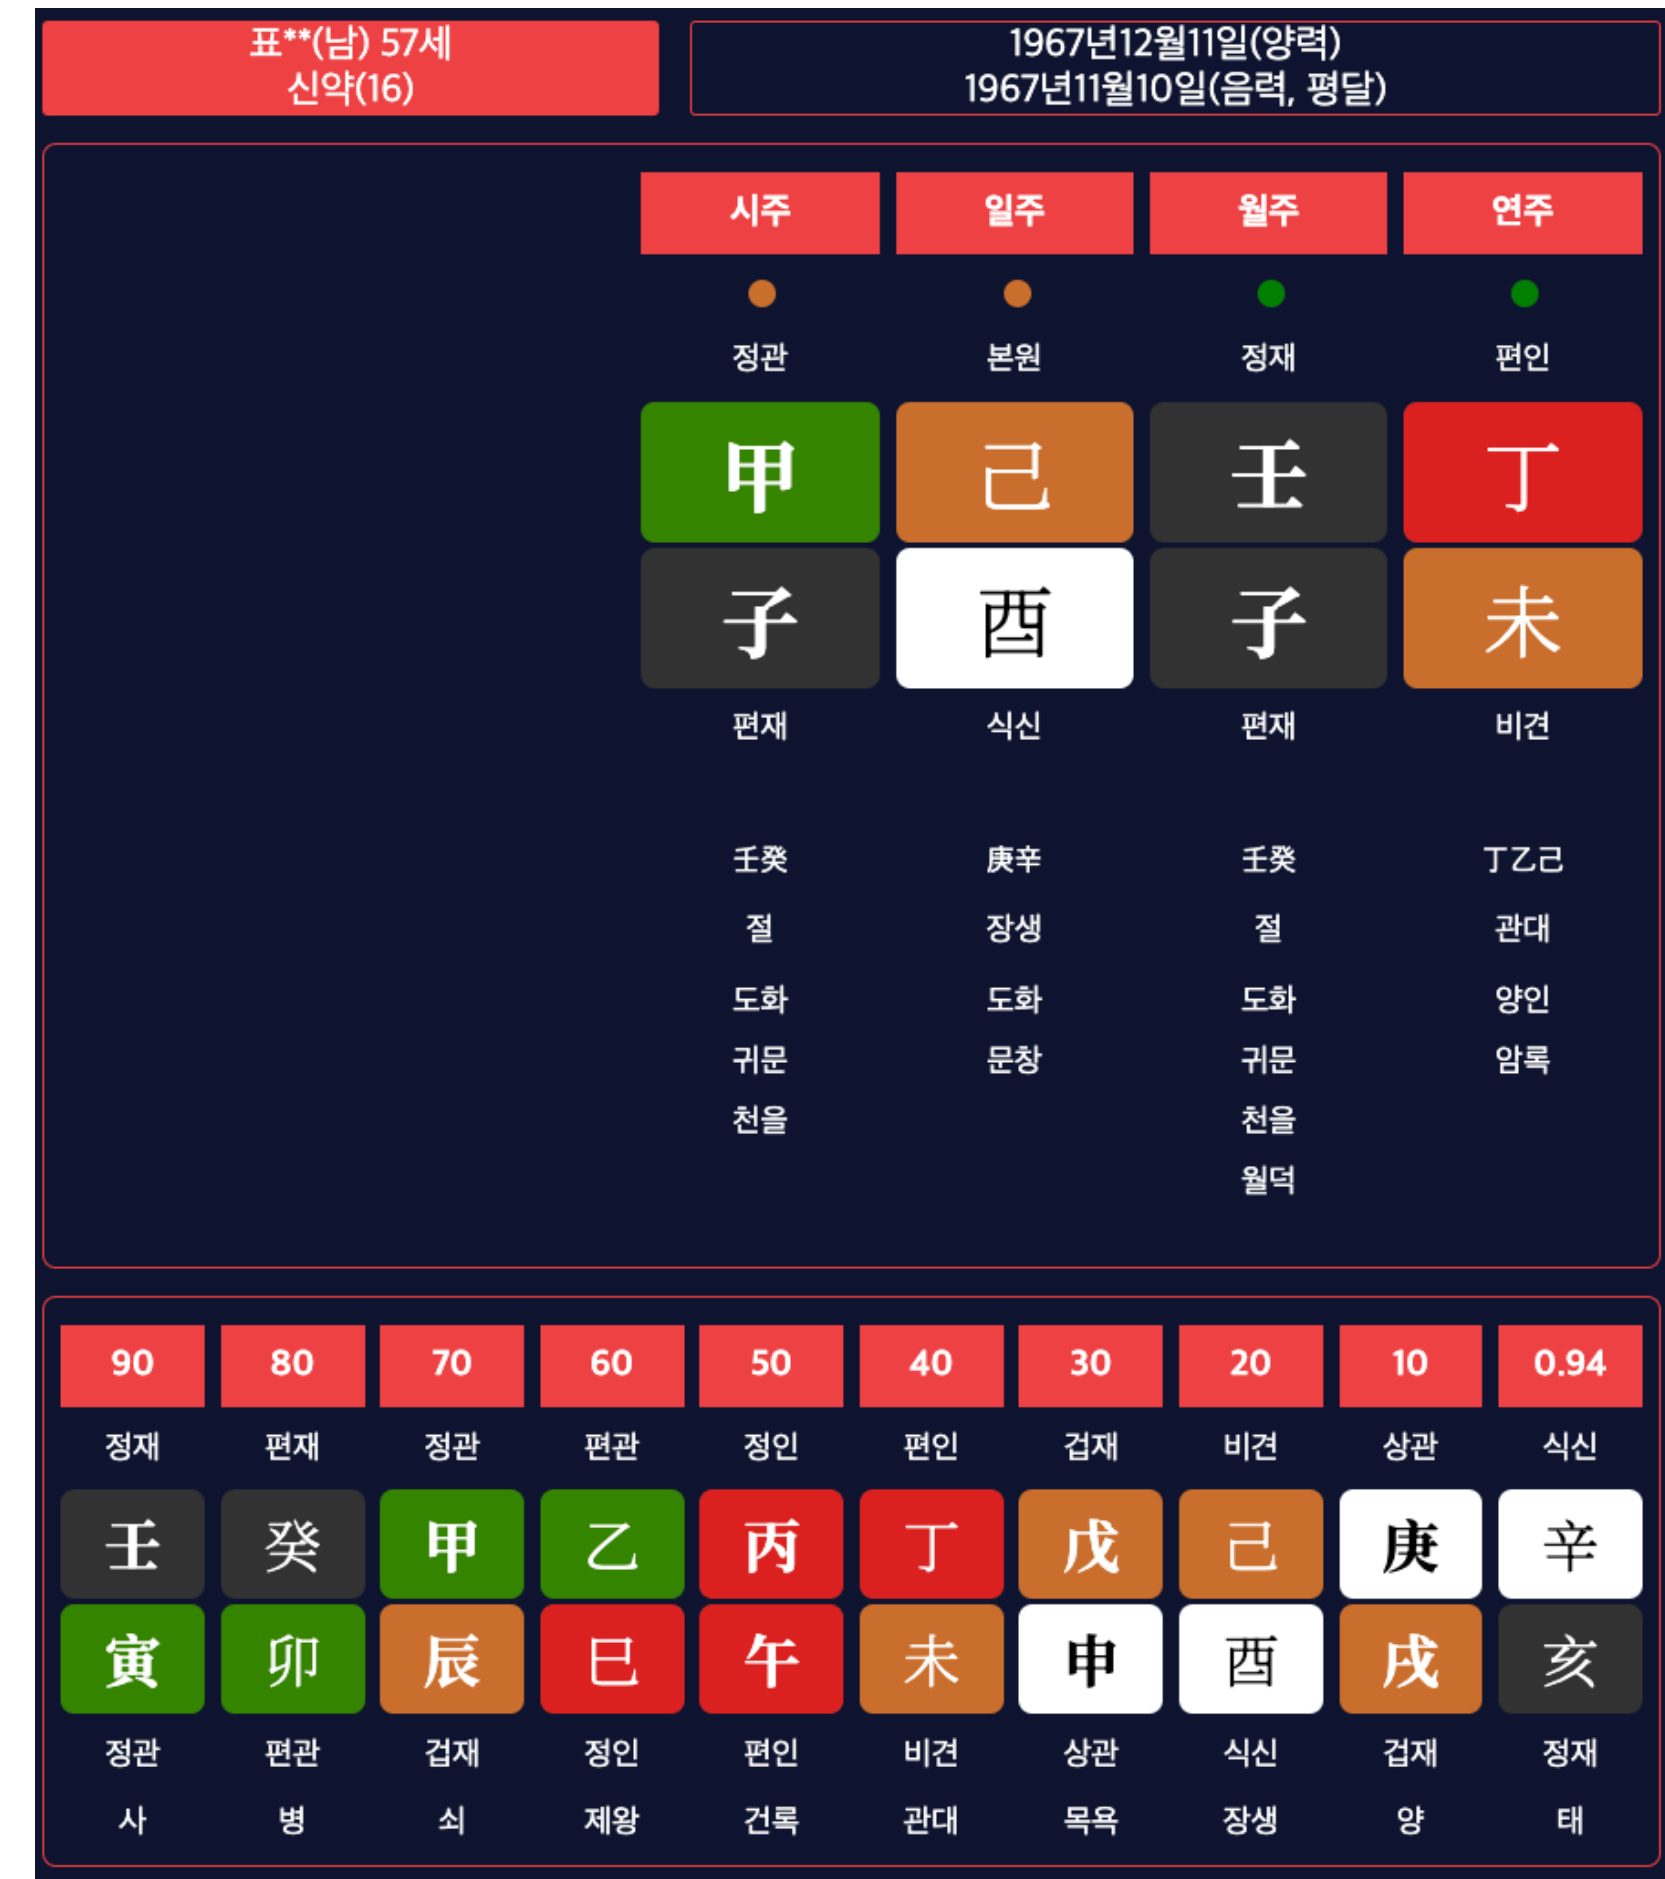 표**(남) 57세
신약(16)
1967년12월11일(양력)
1967년11월10일(음력, 평달)
시주 일주 월주 연주
정관 본원 정재 편인
甲 己 壬 丁
子 酉 子 未
편재 식신 편재 비견
壬癸 庚辛 壬癸 丁乙己
절 장생 절 관대
도화 도화 도화 양인
귀문 문창 귀문 암록
천을 천을
월덕
90 80 70 60 50 40 30 20 10 0.94
정재 편재 정관 편관 정인 편인 겁재 비견 상관 식신
壬 癸 甲 乙 丙 丁 戊 己 庚 辛
寅 卯 辰 巳 午 未 申 酉 戌 亥
정관 편관 겁재 정인 편인 비견 상관 식신 겁재 정재
사 병 쇠 제왕 건록 관대 목욕 장생 양 태